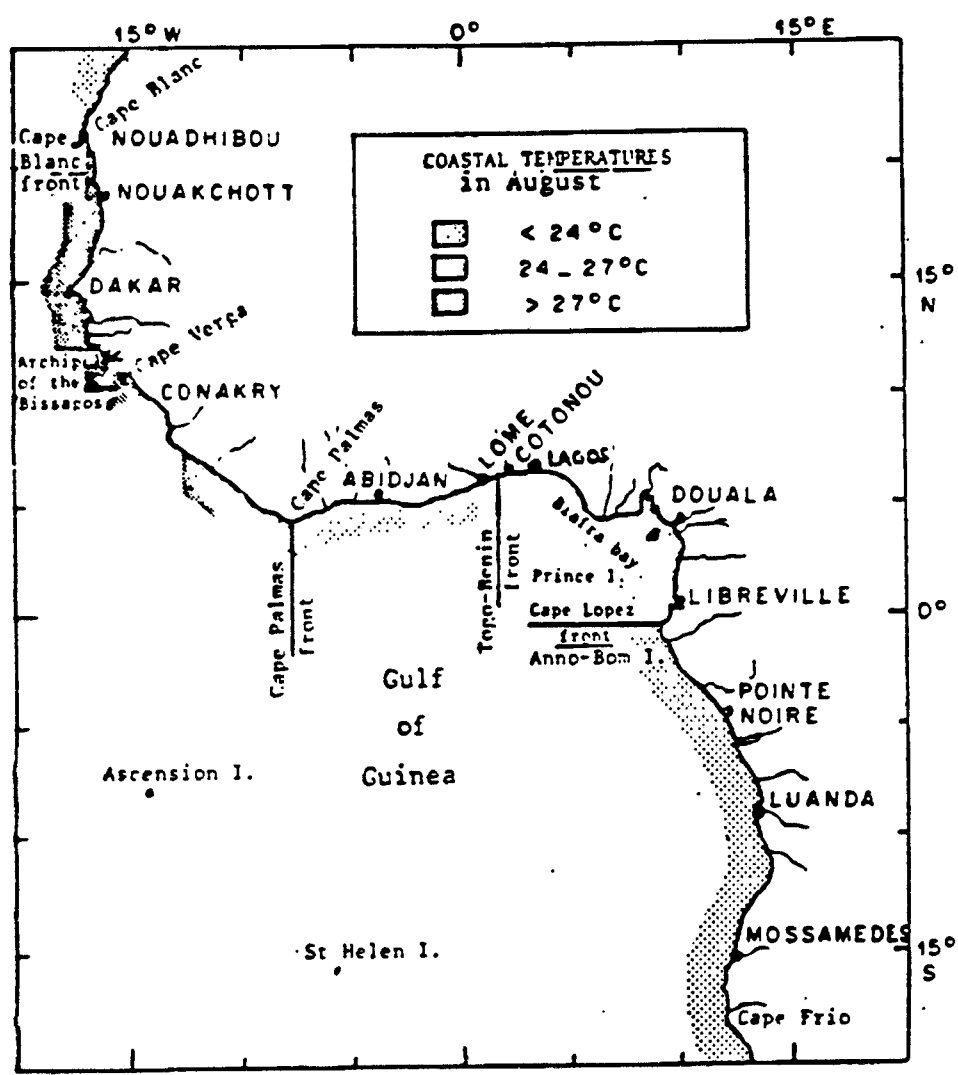 15° W
0°
15° E
Cape Blanc
Cape
Blanc
front
NOUADHIBOU
NOUAKCHOTT
COASTAL TEMPERATURES
in August
< 24°C
24 – 27°C
> 27°C
15°
N
DAKAR
Cape Verga
Archip
of the
Bissagos
CONAKRY
Cape Palmas
ABIDJAN
LOME
COTONOU
LAGOS
DOUALA
Biafra bay
Cape Palmas
front
Togo-Benin
front
Prince I.
Cape Lopez
front
Anno-Bom I.
LIBREVILLE
0°
Gulf
of
Guinea
POINTE
NOIRE
Ascension I.
LUANDA
St Helen I.
MOSSAMEDES
15°
S
Cape Frio